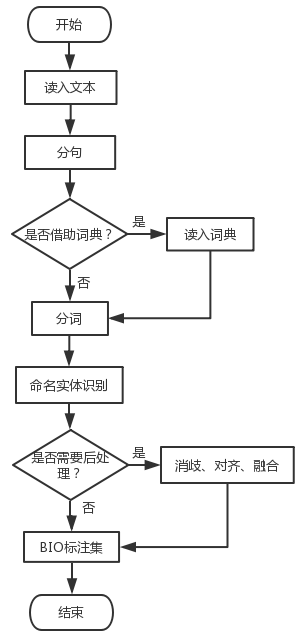 开始
读入文本
分句
是否借助词典？
是
读入词典
否
分词
命名实体识别
是否需要后处
理？
是
消歧、对齐、融合
否
BIO标注集
结束